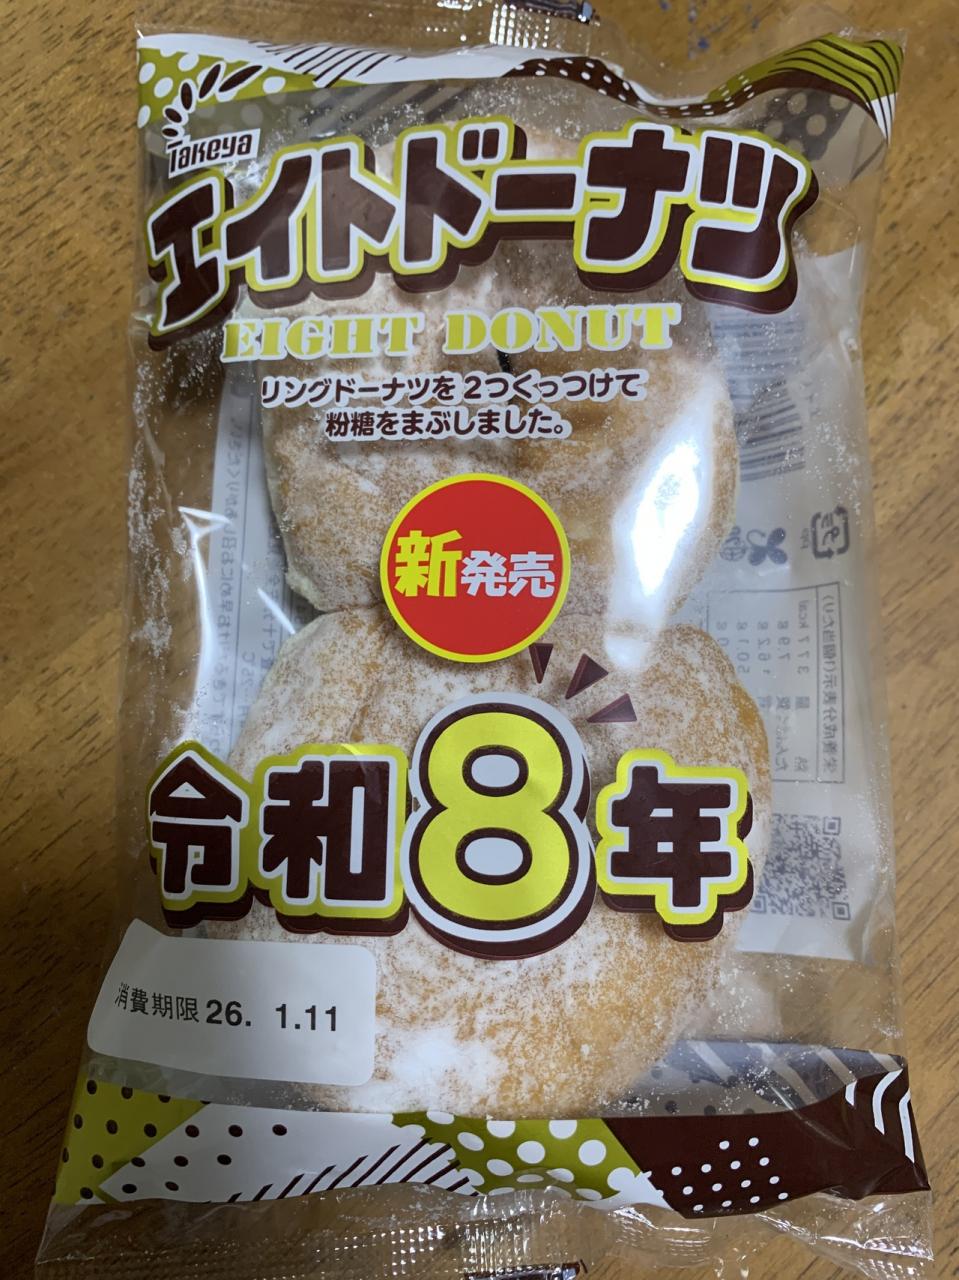 Takeya
エイトドーナツ
EIGHT DONUT
リングドーナツを2つくっつけて
粉糖をまぶしました。
新発売
令和8年
消費期限 26. 1.11